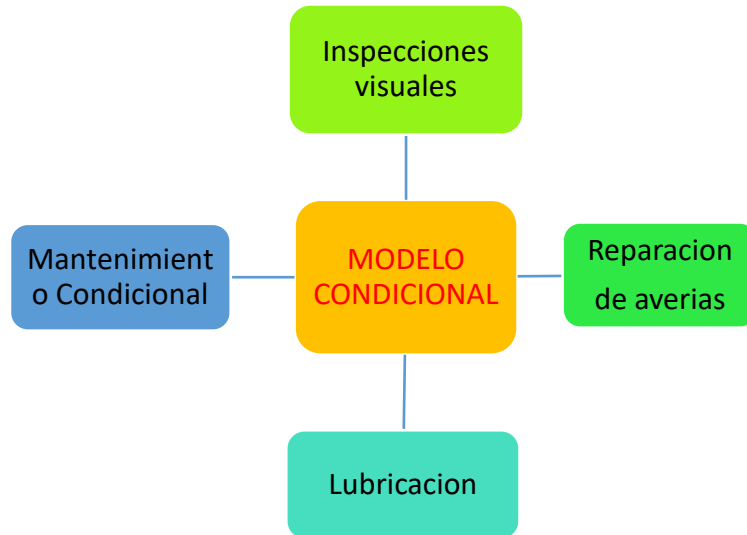 Inspecciones
visuales
Mantenimient
o Condicional
MODELO
CONDICIONAL
Reparacion
de averias
Lubricacion